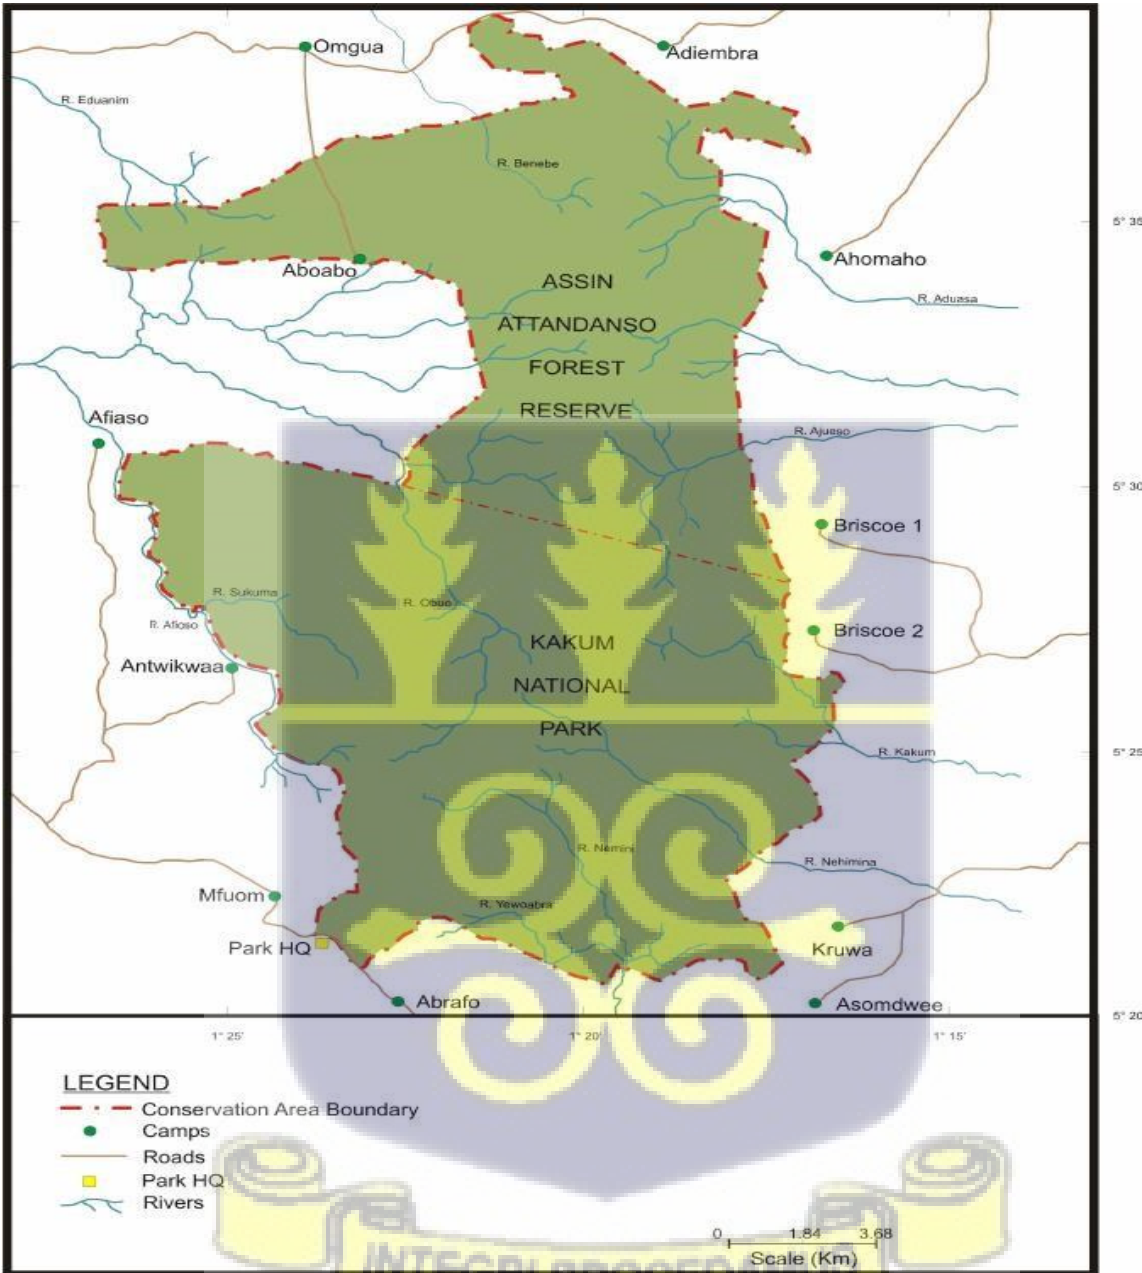 Omgua
Adiembra
R. Eduanim
R. Benebe
5° 35
Aboabo
Ahomaho
ASSIN
R. Aduasa
ATTANDANSO
FOREST
RESERVE
Afiaso
R. Ajueso
5° 30
Briscoe 1
R. Sukuma
R. Obuo
R. Afioso
Briscoe 2
KAKUM
Antwikwaa
NATIONAL
PARK
R. Kakum
5° 25
R. Nemini
R. Nehimina
Mfuom
R. Yewoabra
Park HQ
Kruwa
Abrafo
Asomdwee
5° 20
1° 25
1° 20
1° 15
LEGEND
Conservation Area Boundary
Camps
Roads
Park HQ
Rivers
0 1.84 3.68
Scale (Km)